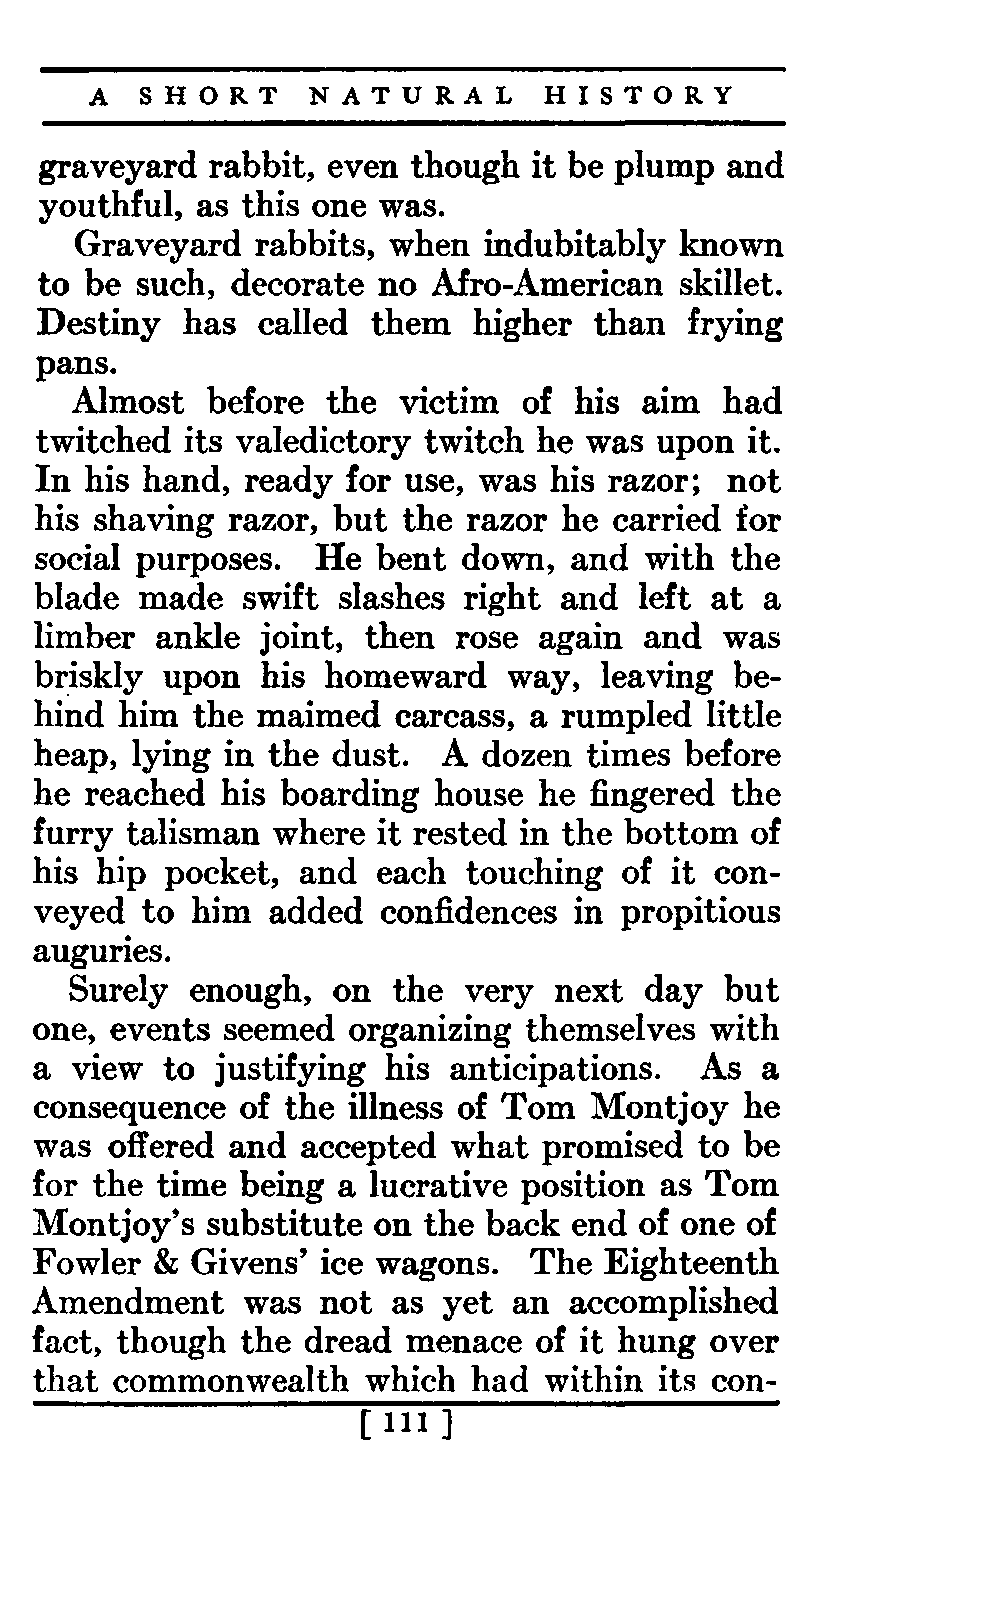 A SHORT NATURAL HISTORY
graveyard rabbit, even though it be plump and
youthful, as this one was.
Graveyard rabbits, when indubitably known
to be such, decorate no Afro-American skillet.
Destiny has called them higher than frying
pans.
Almost before the victim of his aim had
twitched its valedictory twitch he was upon it.
In his hand, ready for use, was his razor; not
his shaving razor, but the razor he carried for
social purposes. He bent down, and with the
blade made swift slashes right and left at a
limber ankle joint, then rose again and was
briskly upon his homeward way, leaving be-
hind him the maimed carcass, a rumpled little
heap, lying in the dust. A dozen times before
he reached his boarding house he fingered the
furry talisman where it rested in the bottom of
his hip pocket, and each touching of it con-
veyed to him added confidences in propitious
auguries.
Surely enough, on the very next day but
one, events seemed organizing themselves with
a view to justifying his anticipations. As a
consequence of the illness of Tom Montjoy he
was offered and accepted what promised to be
for the time being a lucrative position as Tom
Montjoy's substitute on the back end of one of
Fowler & Givens' ice wagons. The Eighteenth
Amendment was not as yet an accomplished
fact, though the dread menace of it hung over
that commonwealth which had within its con-
[ 111 ]